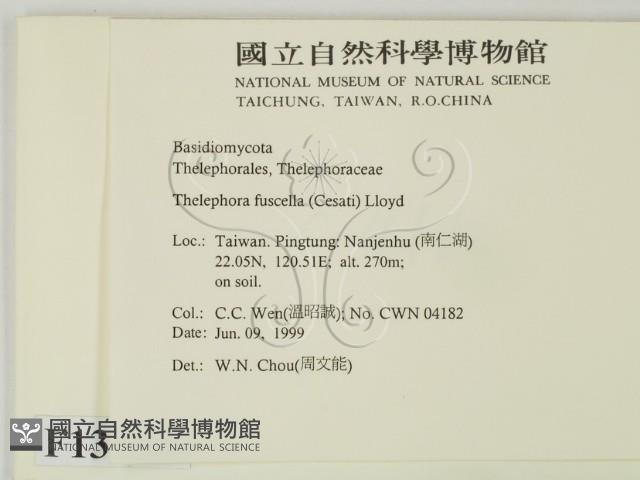 國立自然科學博物館
NATIONAL MUSEUM OF NATURAL SCIENCE
TAICHUNG, TAIWAN, R.O.CHINA
Basidiomycota
Thelephorales, Thelephoraceae
Thelephora fuscella (Cesati) Lloyd
Loc.: Taiwan. Pingtung: Nanjenhu (南仁湖)
22.05N, 120.51E; alt. 270m;
on soil.
Col.: C.C. Wen(溫昭誠); No. CWN 04182
Date: Jun. 09, 1999
Det.: W.N. Chou(周文能)
國立自然科學博物館
NATIONAL MUSEUM OF NATURAL SCIENCE
F13